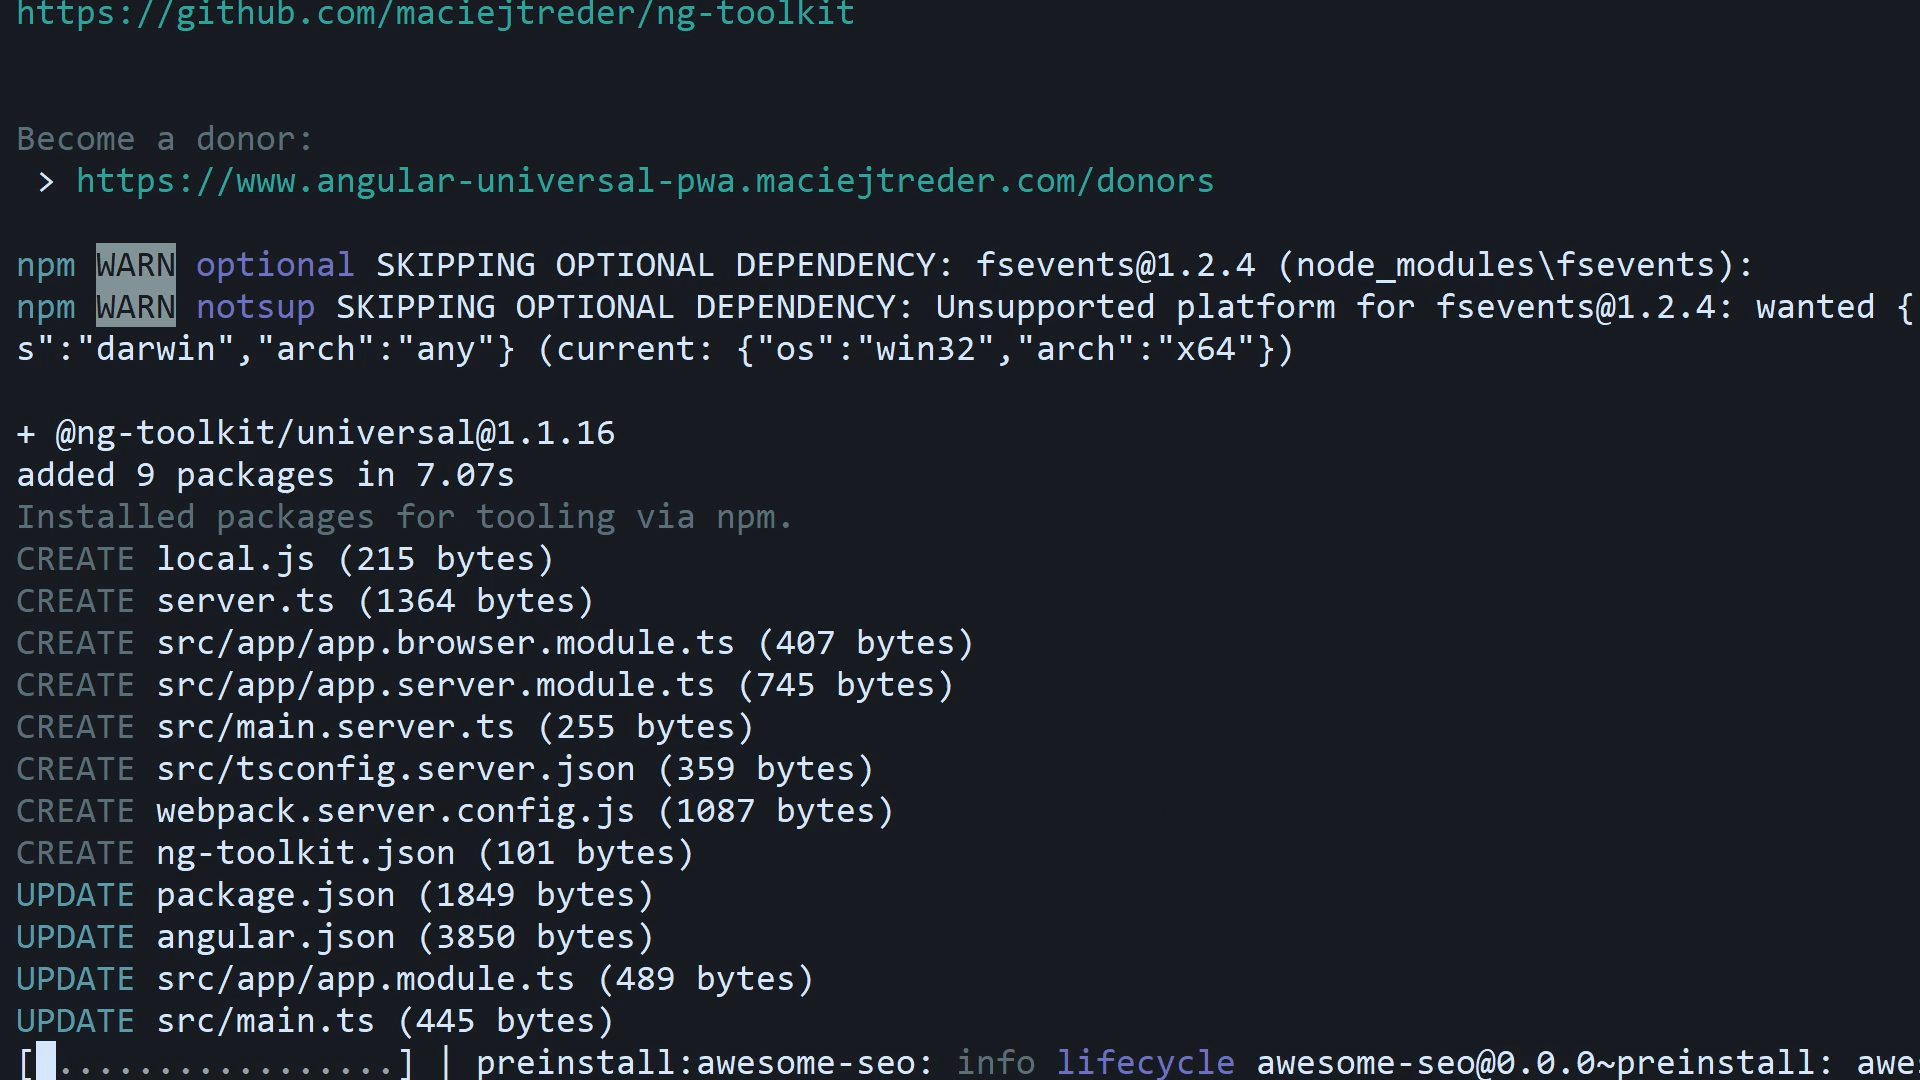 https://github.com/maciejtreder/ng-toolkit
Become a donor:
> https://www.angular-universal-pwa.maciejtreder.com/donors
npm WARN optional SKIPPING OPTIONAL DEPENDENCY: fsevents@1.2.4 (node_modules\fsevents):
npm WARN notsup SKIPPING OPTIONAL DEPENDENCY: Unsupported platform for fsevents@1.2.4: wanted {
s":"darwin","arch":"any"} (current: {"os":"win32","arch":"x64"})
+ @ng-toolkit/universal@1.1.16
added 9 packages in 7.07s
Installed packages for tooling via npm.
CREATE local.js (215 bytes)
CREATE server.ts (1364 bytes)
CREATE src/app/app.browser.module.ts (407 bytes)
CREATE src/app/app.server.module.ts (745 bytes)
CREATE src/main.server.ts (255 bytes)
CREATE src/tsconfig.server.json (359 bytes)
CREATE webpack.server.config.js (1087 bytes)
CREATE ng-toolkit.json (101 bytes)
UPDATE package.json (1849 bytes)
UPDATE angular.json (3850 bytes)
UPDATE src/app/app.module.ts (489 bytes)
UPDATE src/main.ts (445 bytes)
[ .................] | preinstall:awesome-seo: info lifecycle awesome-seo@0.0.0~preinstall: awe